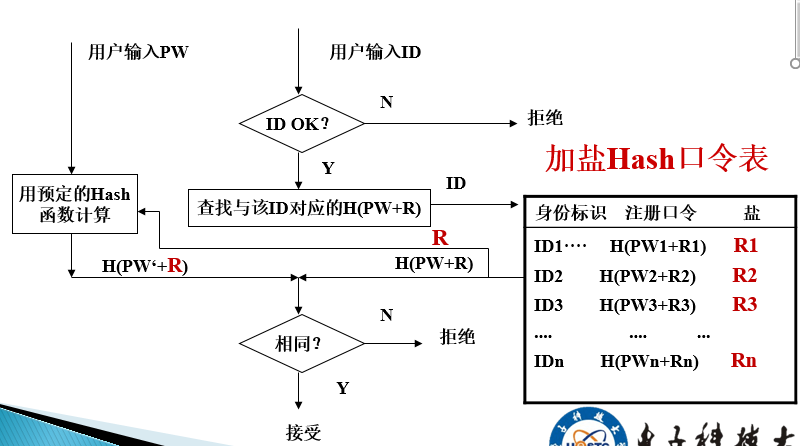 用户输入PW
用户输入ID
ID OK?
N
拒绝
Y
加盐Hash口令表
用预定的Hash
函数计算
查找与该ID对应的H(PW+R)
ID
身份标识 注册口令 盐
ID1···· H(PW1+R1) R1
ID2 H(PW2+R2) R2
ID3 H(PW3+R3) R3
.... .... ...
IDn H(PWn+Rn) Rn
R
H(PW‘+R)
H(PW+R)
相同?
N
拒绝
Y
接受